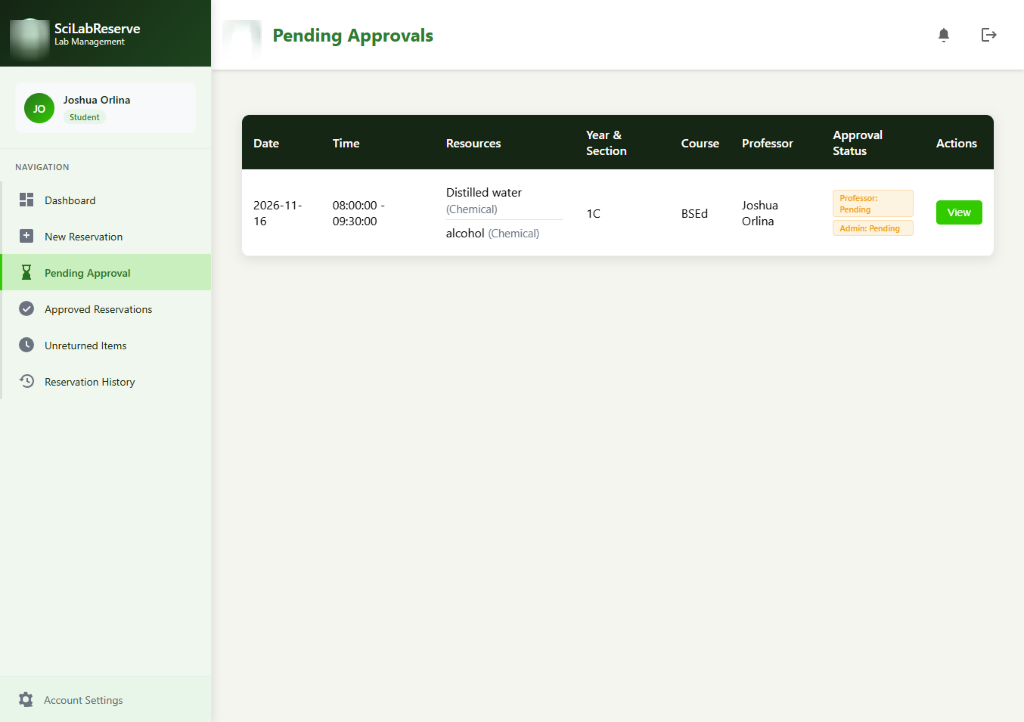 SciLabReserve
Lab Management
Pending Approvals
JO
Joshua Orlina
Student
NAVIGATION
Dashboard
New Reservation
Pending Approval
Approved Reservations
Unreturned Items
Reservation History
Account Settings
Date
Time
Resources
Year &
Section
Course
Professor
Approval
Status
Actions
2026-11-
16
08:00:00 -
09:30:00
Distilled water
(Chemical)
alcohol (Chemical)
1C
BSEd
Joshua
Orlina
Professor:
Pending
Admin: Pending
View